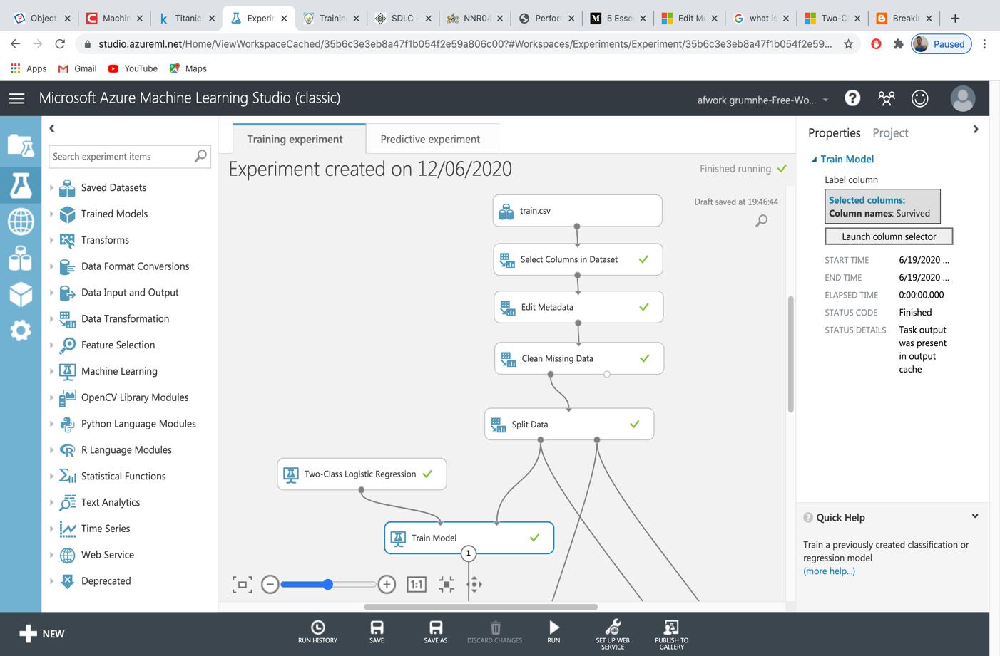 Object
Machin
Titanic:
Experim
Training
SDLC -
NNR04
Perform
5 Esse
Edit Me
what is
Two-C
Breakin
studio.azureml.net/Home/ViewWorkspaceCached/35b6c3e3eb8a47f1b054f2e59a806c00?#Workspaces/Experiments/Experiment/35b6c3e3eb8a47f1b054f2e59...
Paused
Apps
Gmail
YouTube
Maps
Microsoft Azure Machine Learning Studio (classic)
afwork grumnhe-Free-Wo...
Search experiment items
Saved Datasets
Trained Models
Transforms
Data Format Conversions
Data Input and Output
Data Transformation
Feature Selection
Machine Learning
OpenCV Library Modules
Python Language Modules
R Language Modules
Statistical Functions
Text Analytics
Time Series
Web Service
Deprecated
Training experiment
Predictive experiment
Experiment created on 12/06/2020
Finished running
Draft saved at 19:46:44
train.csv
Select Columns in Dataset
Edit Metadata
Clean Missing Data
Split Data
Two-Class Logistic Regression
Train Model
1
1:1
Properties
Project
Train Model
Label column
Selected columns:
Column names: Survived
Launch column selector
START TIME 6/19/2020 ...
END TIME 6/19/2020 ...
ELAPSED TIME 0:00:00.000
STATUS CODE Finished
STATUS DETAILS Task output
was present
in output
cache
Quick Help
Train a previously created classification or
regression model
(more help...)
NEW
RUN HISTORY
SAVE
SAVE AS
DISCARD CHANGES
RUN
SET UP WEB
SERVICE
PUBLISH TO
GALLERY